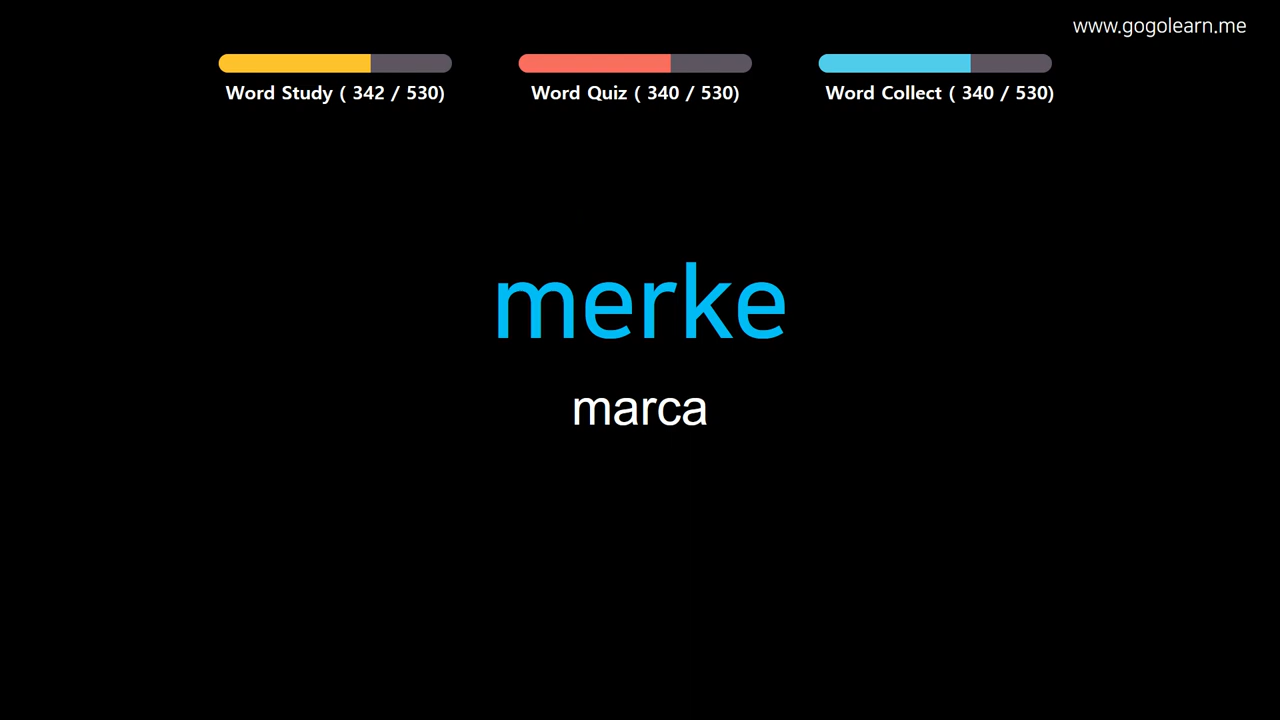 www.gogolearn.me
Word Study ( 342 / 530)
Word Quiz ( 340 / 530)
Word Collect ( 340 / 530)
merke
marca